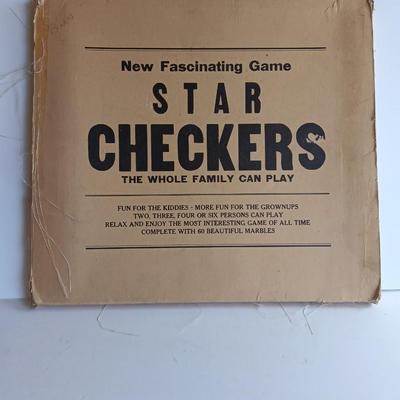 New Fascinating Game
STAR
CHECKERS
THE WHOLE FAMILY CAN PLAY
FUN FOR THE KIDDIES - MORE FUN FOR THE GROWNUPS
TWO, THREE, FOUR OR SIX PERSONS CAN PLAY
RELAX AND ENJOY THE MOST INTERESTING GAME OF ALL TIME
COMPLETE WITH 60 BEAUTIFUL MARBLES